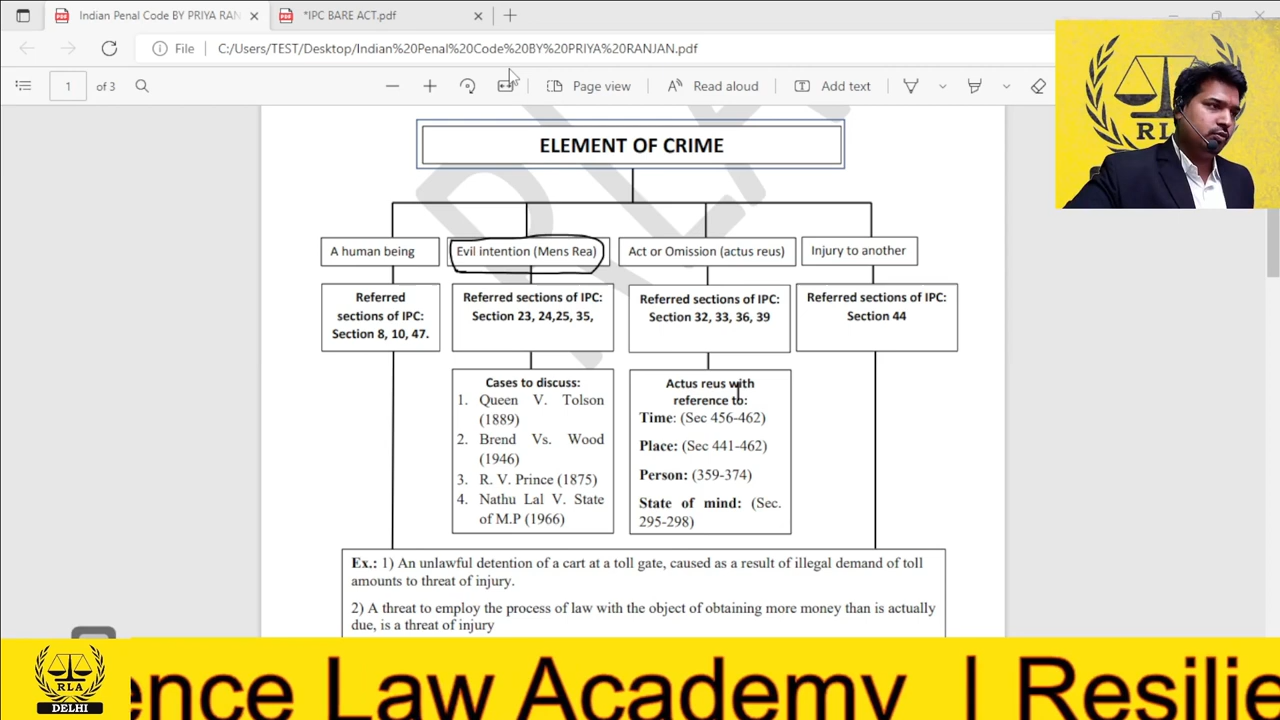 Indian Penal Code BY PRIYA RAN
*IPC BARE ACT.pdf
File
C:/Users/TEST/Desktop/Indian%20Penal%20Code%20BY%20PRIYA%20RANJAN.pdf
1 of 3
Page view
Read aloud
Add text
RLA
ELEMENT OF CRIME
A human being
Evil intention (Mens Rea)
Act or Omission (actus reus)
Injury to another
Referred
sections of IPC:
Section 8, 10, 47.
Referred sections of IPC:
Section 23, 24,25, 35,
Referred sections of IPC:
Section 32, 33, 36, 39
Referred sections of IPC:
Section 44
Cases to discuss:
1. Queen V. Tolson
(1889)
2. Brend Vs. Wood
(1946)
3. R. V. Prince (1875)
4. Nathu Lal V. State
of M.P (1966)
Actus reus with
reference to:
Time: (Sec 456-462)
Place: (Sec 441-462)
Person: (359-374)
State of mind: (Sec.
295-298)
Ex.: 1) An unlawful detention of a cart at a toll gate, caused as a result of illegal demand of toll
amounts to threat of injury.
2) A threat to employ the process of law with the object of obtaining more money than is actually
due, is a threat of injury
RLA
DELHI
ence Law Academy | Resilie